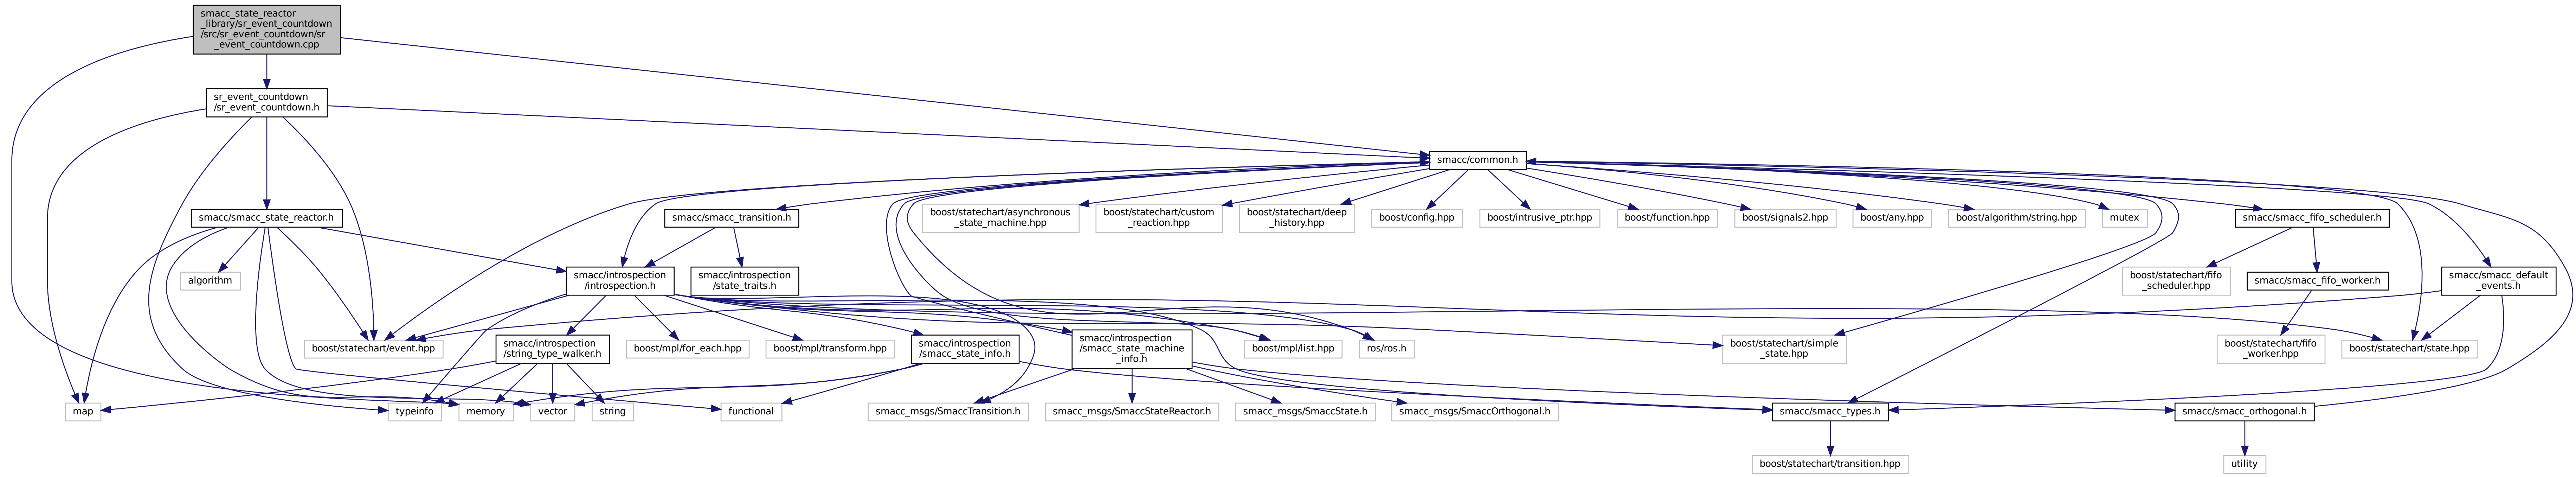 smacc_state_reactor
_library/sr_event_countdown
/src/sr_event_countdown/sr
_event_countdown.cpp
sr_event_countdown
/sr_event_countdown.h
smacc/common.h
smacc/smacc_state_reactor.h
smacc/smacc_transition.h
boost/statechart/asynchronous
_state_machine.hpp
boost/statechart/custom
_reaction.hpp
boost/statechart/deep
_history.hpp
boost/config.hpp
boost/intrusive_ptr.hpp
boost/function.hpp
boost/signals2.hpp
boost/any.hpp
boost/algorithm/string.hpp
mutex
smacc/smacc_fifo_scheduler.h
algorithm
smacc/introspection
/introspection.h
smacc/introspection
/state_traits.h
boost/statechart/fifo
_scheduler.hpp
smacc/smacc_fifo_worker.h
smacc/smacc_default
_events.h
boost/statechart/event.hpp
smacc/introspection
/string_type_walker.h
boost/mpl/for_each.hpp
boost/mpl/transform.hpp
smacc/introspection
/smacc_state_info.h
smacc/introspection
/smacc_state_machine
_info.h
boost/mpl/list.hpp
ros/ros.h
boost/statechart/simple
_state.hpp
boost/statechart/fifo
_worker.hpp
boost/statechart/state.hpp
map
typeinfo
memory
vector
string
functional
smacc_msgs/SmaccTransition.h
smacc_msgs/SmaccStateReactor.h
smacc_msgs/SmaccState.h
smacc_msgs/SmaccOrthogonal.h
smacc/smacc_types.h
smacc/smacc_orthogonal.h
boost/statechart/transition.hpp
utility